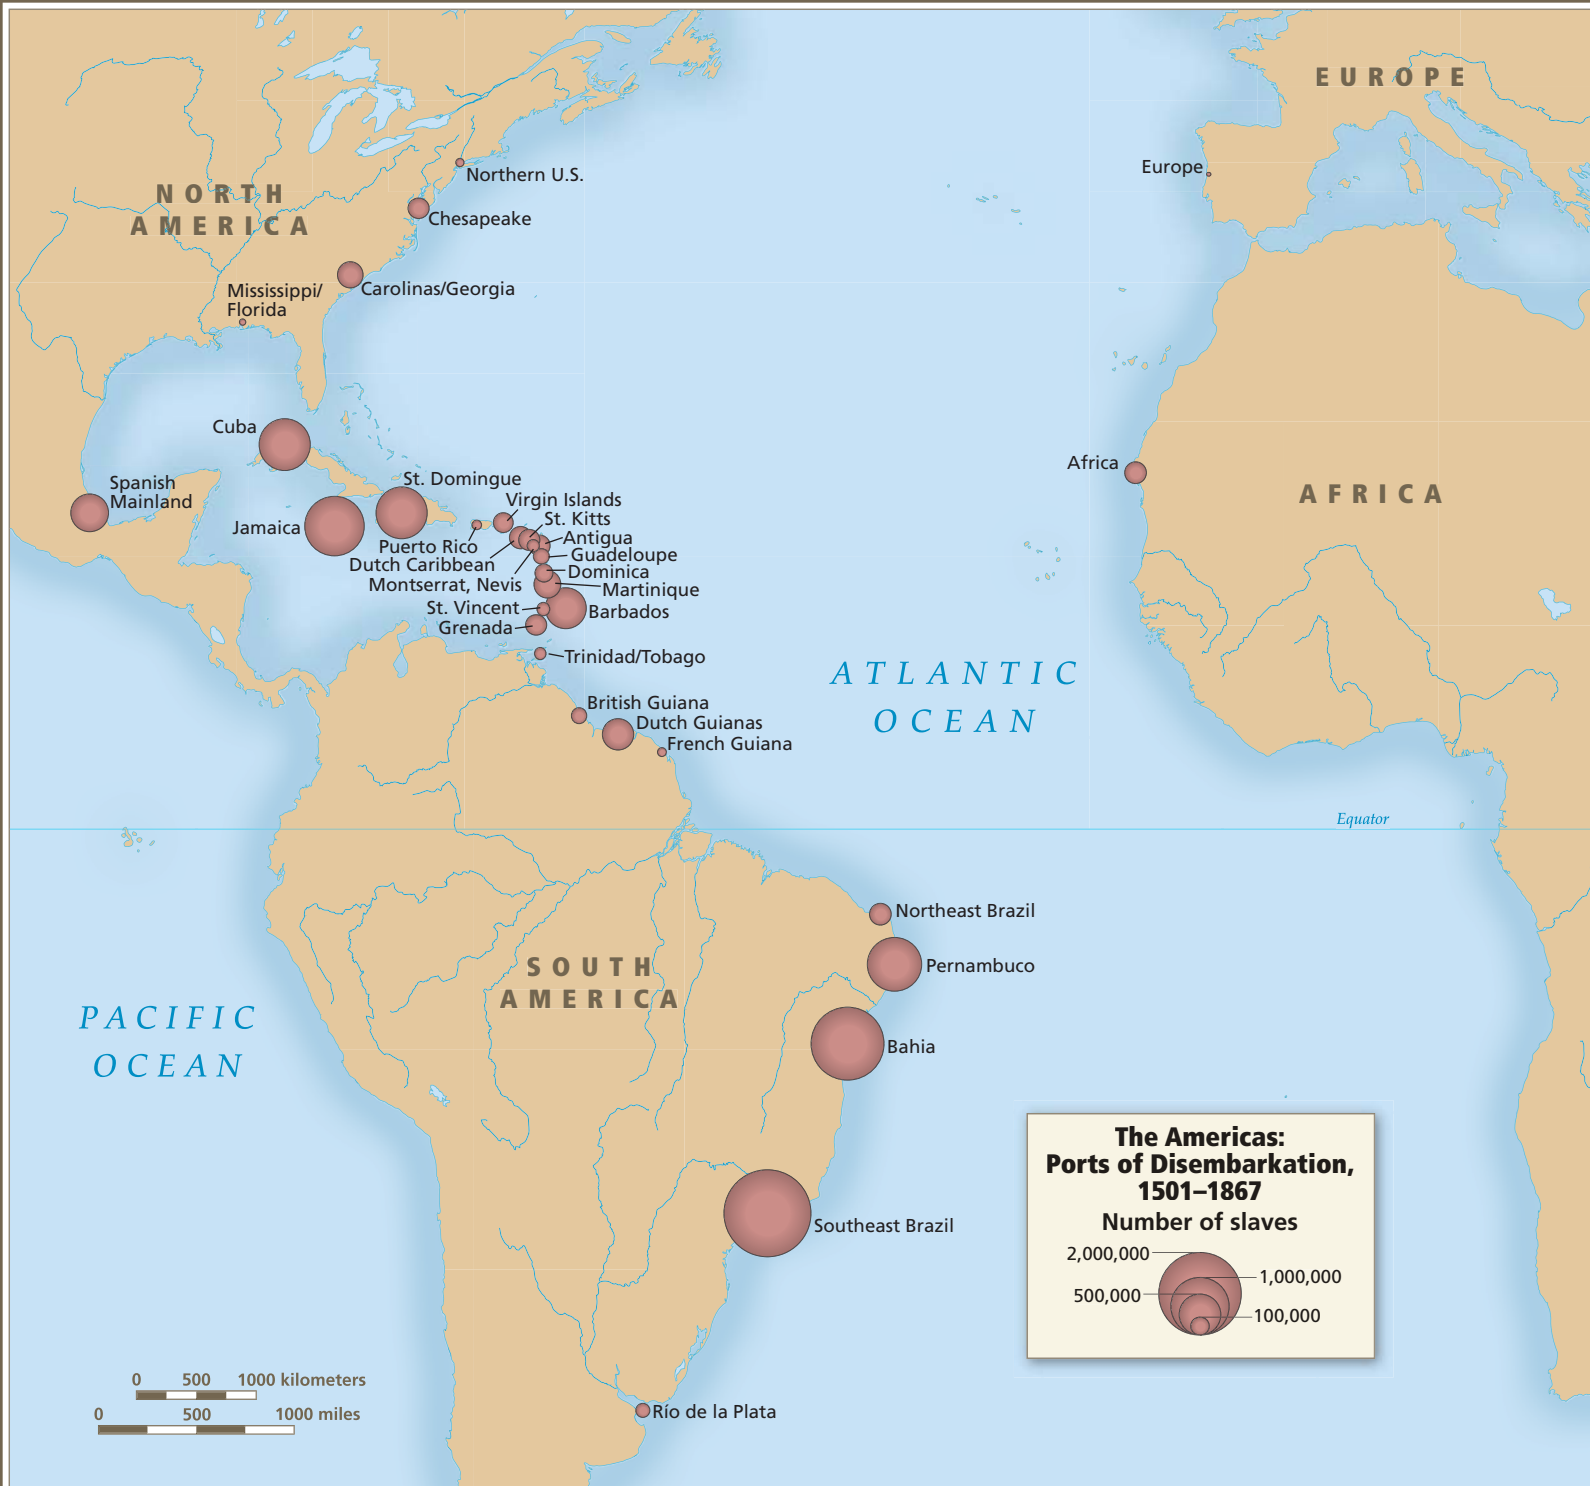 EUROPE
Europe
Northern U.S.
NORTH
AMERICA
Chesapeake
Mississippi/
Florida
Carolinas/Georgia
Cuba
Spanish
Mainland
St. Domingue
Jamaica
Virgin Islands
St. Kitts
Puerto Rico
Antigua
Dutch Caribbean
Guadeloupe
Montserrat, Nevis
Dominica
Martinique
St. Vincent
Barbados
Grenada
Trinidad/Tobago
Africa
AFRICA
ATLANTIC
OCEAN
British Guiana
Dutch Guianas
French Guiana
Equator
Northeast Brazil
Pernambuco
SOUTH
AMERICA
PACIFIC
OCEAN
Bahia
Southeast Brazil
Río de la Plata
The Americas:
Ports of Disembarkation,
1501–1867
Number of slaves
2,000,000
1,000,000
500,000
100,000
0 500 1000 kilometers
0 500 1000 miles